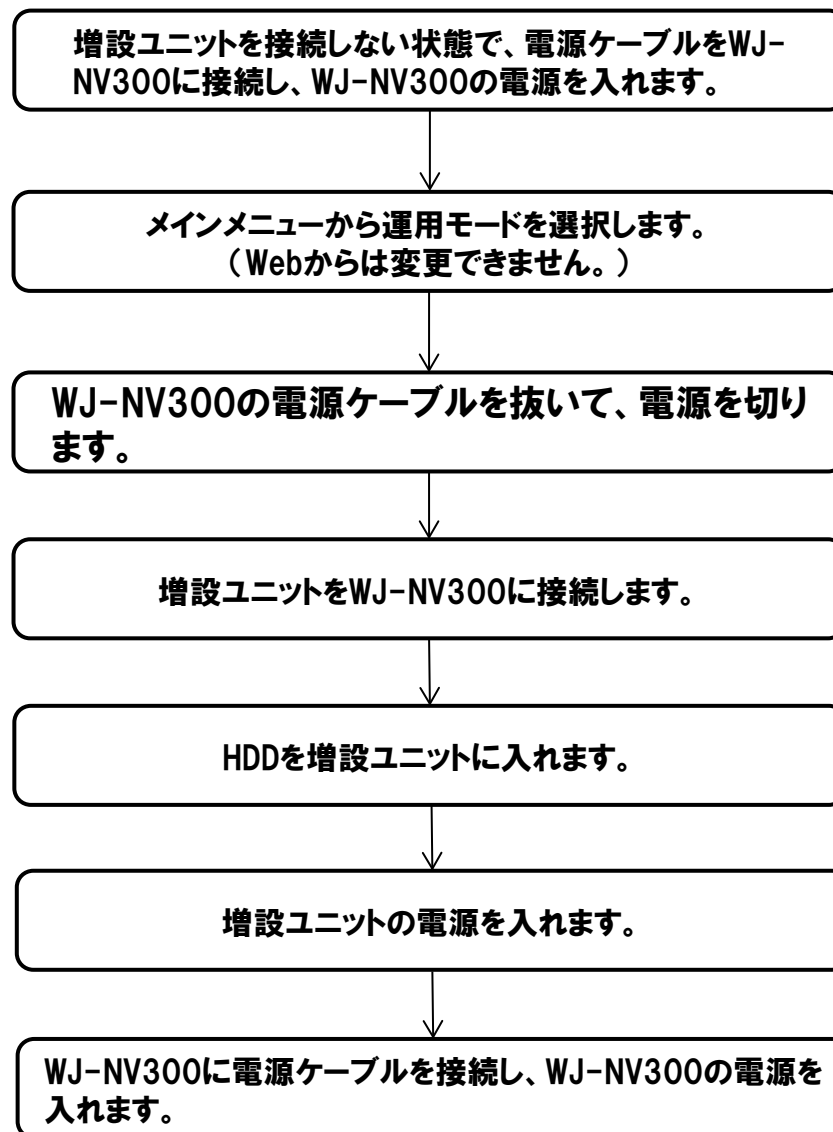 増設ユニットを接続しない状態で、電源ケーブルをWJ-
NV300に接続し、WJ-NV300の電源を入れます。
メインメニューから運用モードを選択します。
（Webからは変更できません。）
WJ-NV300の電源ケーブルを抜いて、電源を切り
ます。
増設ユニットをWJ-NV300に接続します。
HDDを増設ユニットに入れます。
増設ユニットの電源を入れます。
WJ-NV300に電源ケーブルを接続し、WJ-NV300の電源を
入れます。